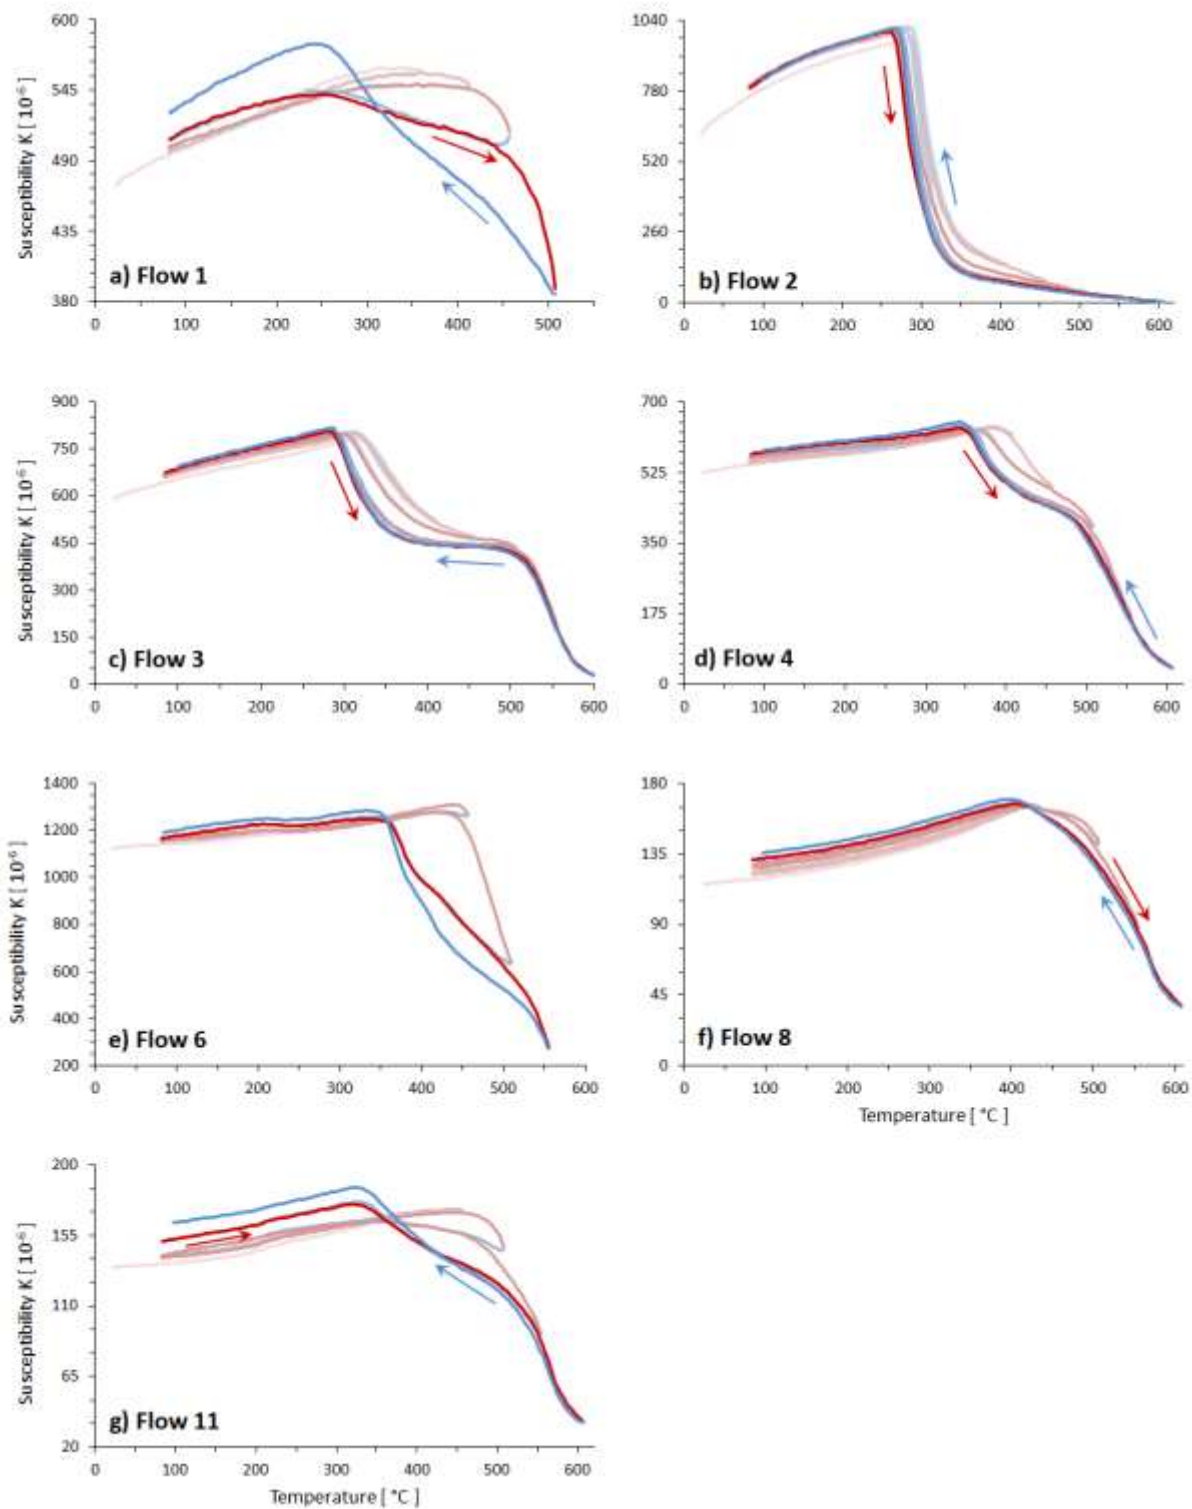 600
545
490
435
380
Susceptibility K [ 10⁻⁶ ]
a) Flow 1
0 100 200 300 400 500
1040
780
520
260
0
b) Flow 2
0 100 200 300 400 500 600
900
750
600
450
300
150
0
Susceptibility K [ 10⁻⁶ ]
c) Flow 3
0 100 200 300 400 500 600
700
525
350
175
0
d) Flow 4
0 100 200 300 400 500 600
1400
1200
1000
800
600
400
200
Susceptibility K [ 10⁻⁶ ]
e) Flow 6
0 100 200 300 400 500 600
180
135
90
45
0
f) Flow 8
0 100 200 300 400 500 600
Temperature [ °C ]
200
155
110
65
20
Susceptibility K [ 10⁻⁶ ]
g) Flow 11
0 100 200 300 400 500 600
Temperature [ °C ]